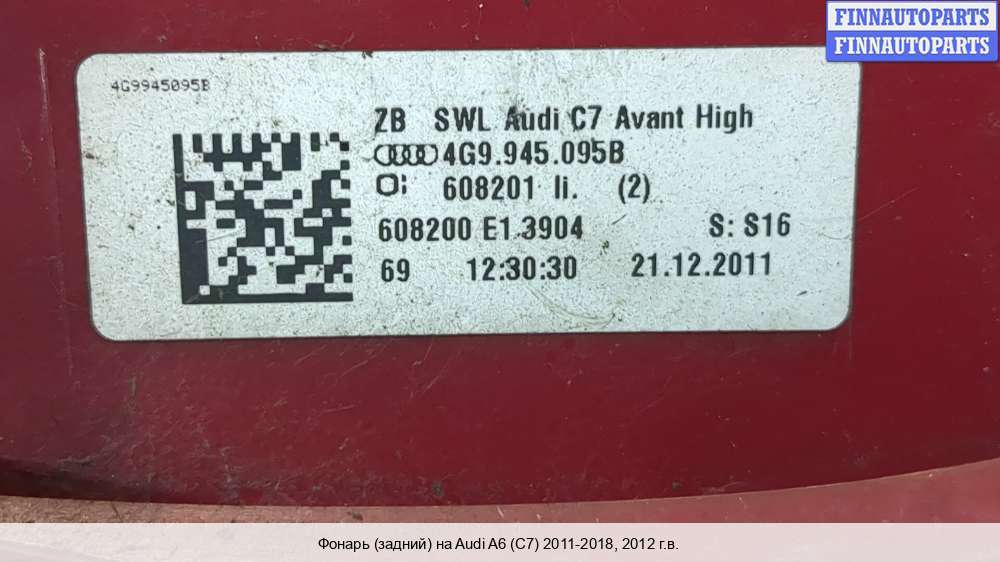 FINNAUTOPARTS
FINNAUTOPARTS
4G9945095B
ZB SWL Audi C7 Avant High
4G9.945.095B
608201 li. (2)
608200 E1.3904 S: S16
69 12:30:30 21.12.2011
Фонарь (задний) на Audi A6 (C7) 2011-2018, 2012 г.в.